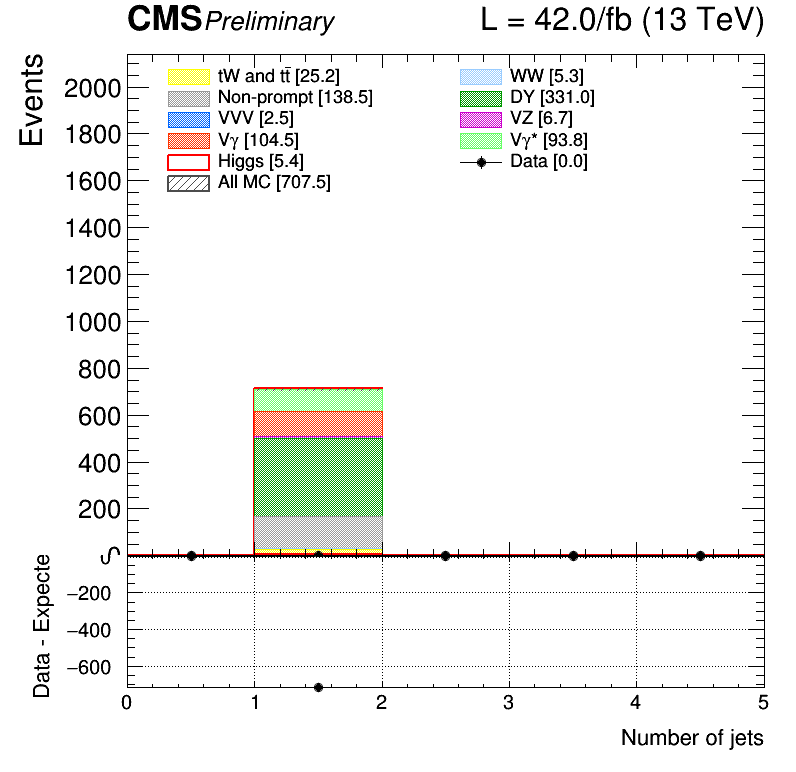 CMS Preliminary L = 42.0/fb (13 TeV)
Events
tW and tt̄ [25.2] WW [5.3]
Non-prompt [138.5] DY [331.0]
VVV [2.5] VZ [6.7]
Vγ [104.5] Vγ* [93.8]
Higgs [5.4] Data [0.0]
All MC [707.5]
2000
1800
1600
1400
1200
1000
800
600
400
200
0
Data - Expecte
−200
−400
−600
0 1 2 3 4 5
Number of jets